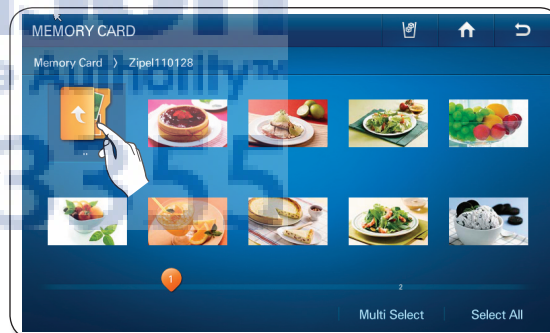 MEMORY CARD
Memory Card > Zipel110128
..
1
2
Multi Select
Select All